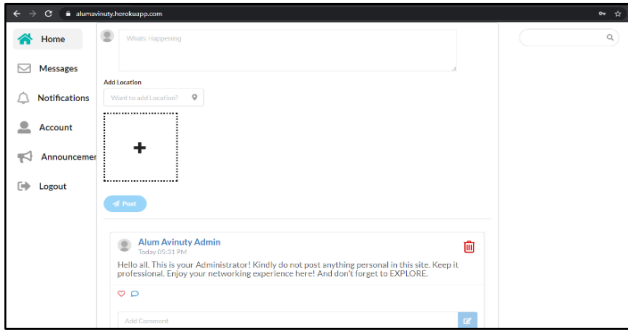 alumavinuty.herokuapp.com
Home
Messages
Notifications
Account
Announcemen
Logout
Whats Happening
Add Location
Want to add Location?
Post
Alum Avinuty Admin
Today 05:31 PM
Hello all. This is your Administrator! Kindly do not post anything personal in this site. Keep it
professional. Enjoy your networking experience here! And don't forget to EXPLORE.
Add Comment